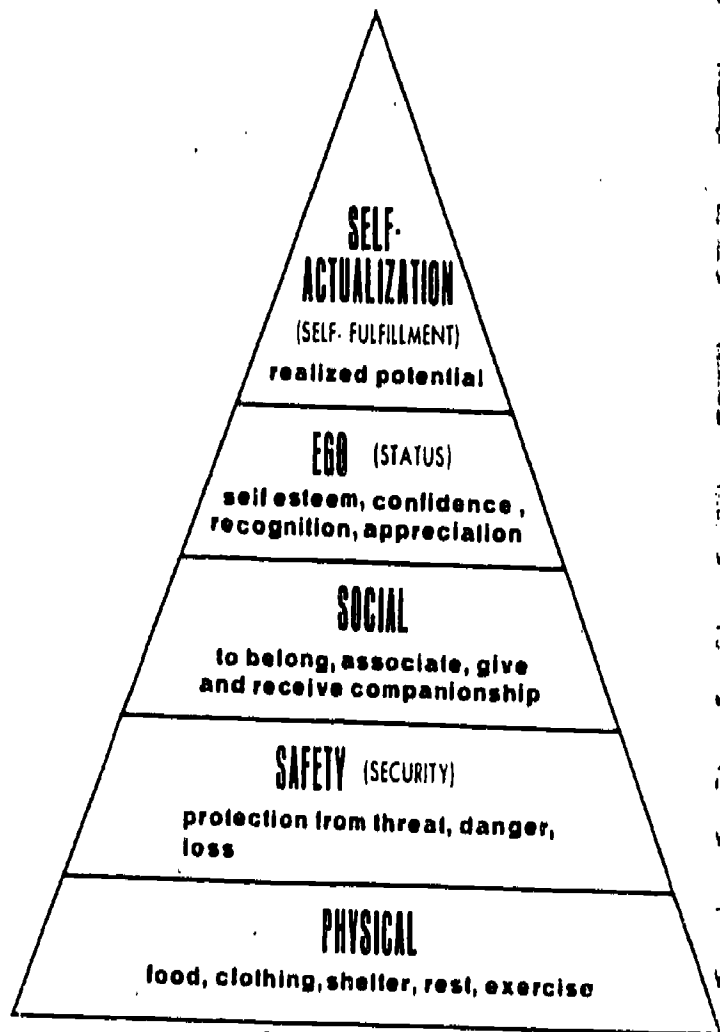 SELF-
ACTUALIZATION
(SELF- FULFILLMENT)
realized potential
EGO (STATUS)
self esteem, confidence,
recognition, appreciation
SOCIAL
to belong, associate, give
and receive companionship
SAFETY (SECURITY)
protection from threat, danger,
loss
PHYSICAL
food, clothing, shelter, rest, exercise